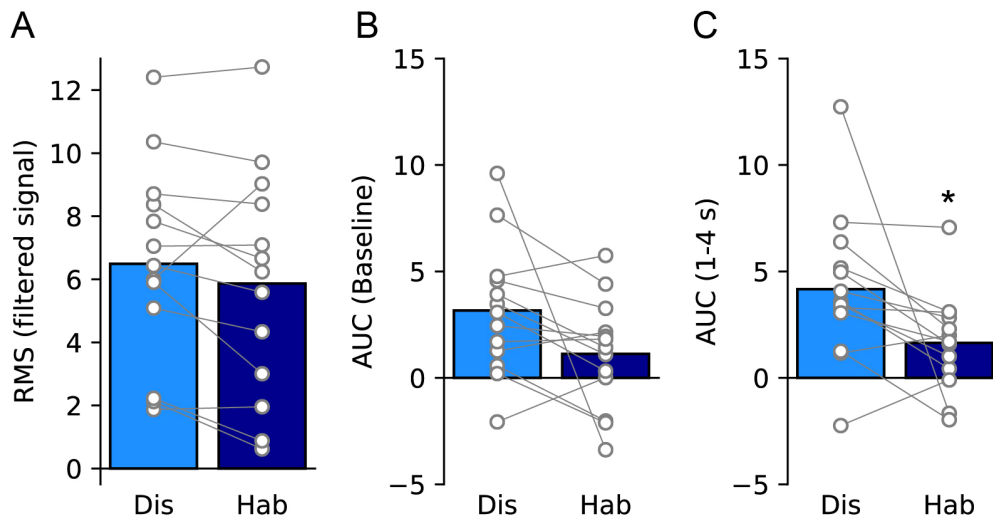 A
RMS (filtered signal)
12
10
8
6
4
2
0
Dis Hab
B
AUC (Baseline)
15
10
5
0
−5
Dis Hab
C
AUC (1-4 s)
15
10
5
0
−5
*
Dis Hab